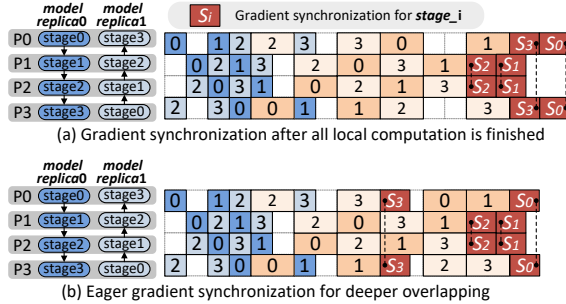 S_i Gradient synchronization for stage_i
model replica0 model replica1
P0 stage0 stage3 0 1 2 2 3 3 0 1 S3 S0
P1 stage1 stage2 0 2 1 3 2 0 3 1 S2 S1
P2 stage2 stage1 2 0 3 1 0 2 1 3 S2 S1
P3 stage3 stage0 2 3 0 0 1 1 2 3 S3 S0
(a) Gradient synchronization after all local computation is finished
model replica0 model replica1
P0 stage0 stage3 0 1 2 2 3 3 S3 0 1 S0
P1 stage1 stage2 0 2 1 3 2 0 3 1 S2 S1
P2 stage2 stage1 2 0 3 1 0 2 1 3 S2 S1
P3 stage3 stage0 2 3 0 0 1 1 S3 2 3 S0
(b) Eager gradient synchronization for deeper overlapping